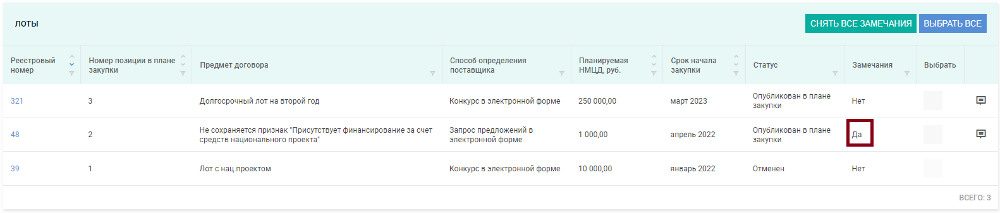 ЛОТЫ
СНЯТЬ ВСЕ ЗАМЕЧАНИЯ ВЫБРАТЬ ВСЕ
Реестровый номер Номер позиции в плане закупки Предмет договора Способ определения поставщика Планируемая НМЦД, руб. Срок начала закупки Статус Замечания Выбрать
321 3 Долгосрочный лот на второй год Конкурс в электронной форме 250 000,00 март 2023 Опубликован в плане закупки Нет
48 2 Не сохраняется признак "Присутствует финансирование за счет средств национального проекта" Запрос предложений в электронной форме 1 000,00 апрель 2022 Опубликован в плане закупки Да
39 1 Лот с нац.проектом Конкурс в электронной форме 10 000,00 январь 2022 Отменен Нет
ВСЕГО: 3